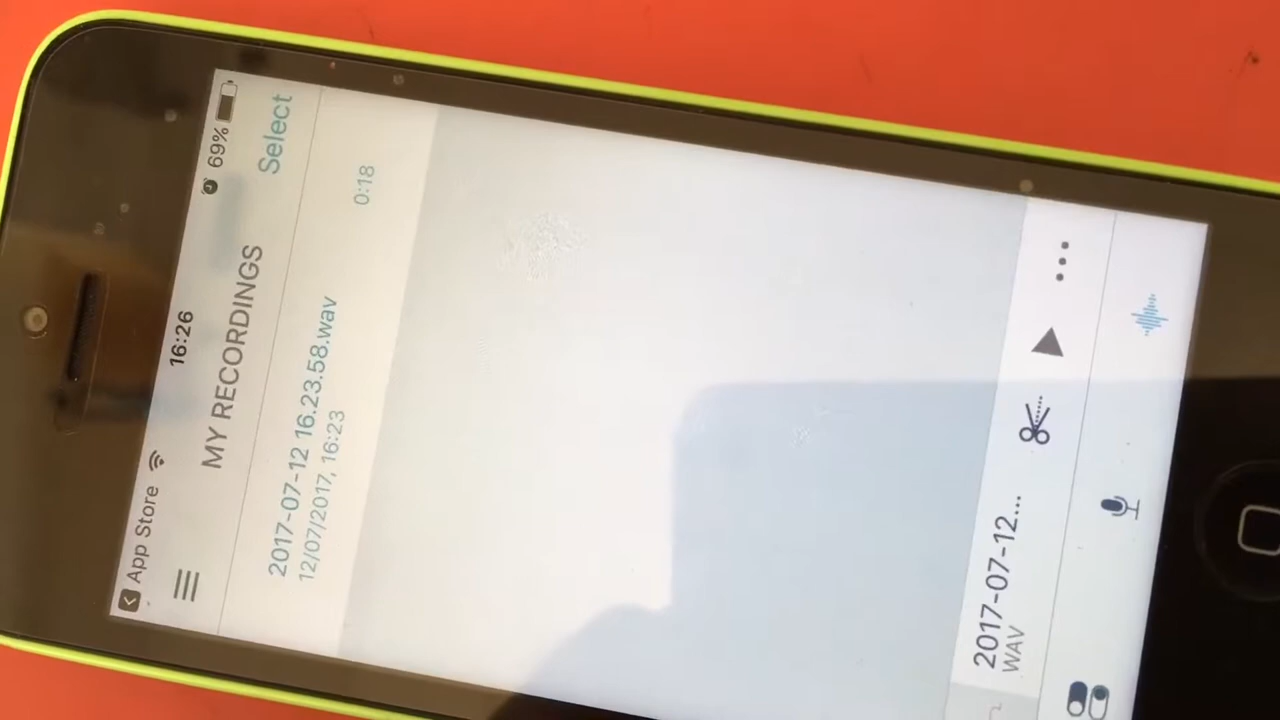 App Store 16:26 69%
MY RECORDINGS Select
2017-07-12 16.23.58.wav
12/07/2017, 16:23 0:18
2017-07-12...
WAV